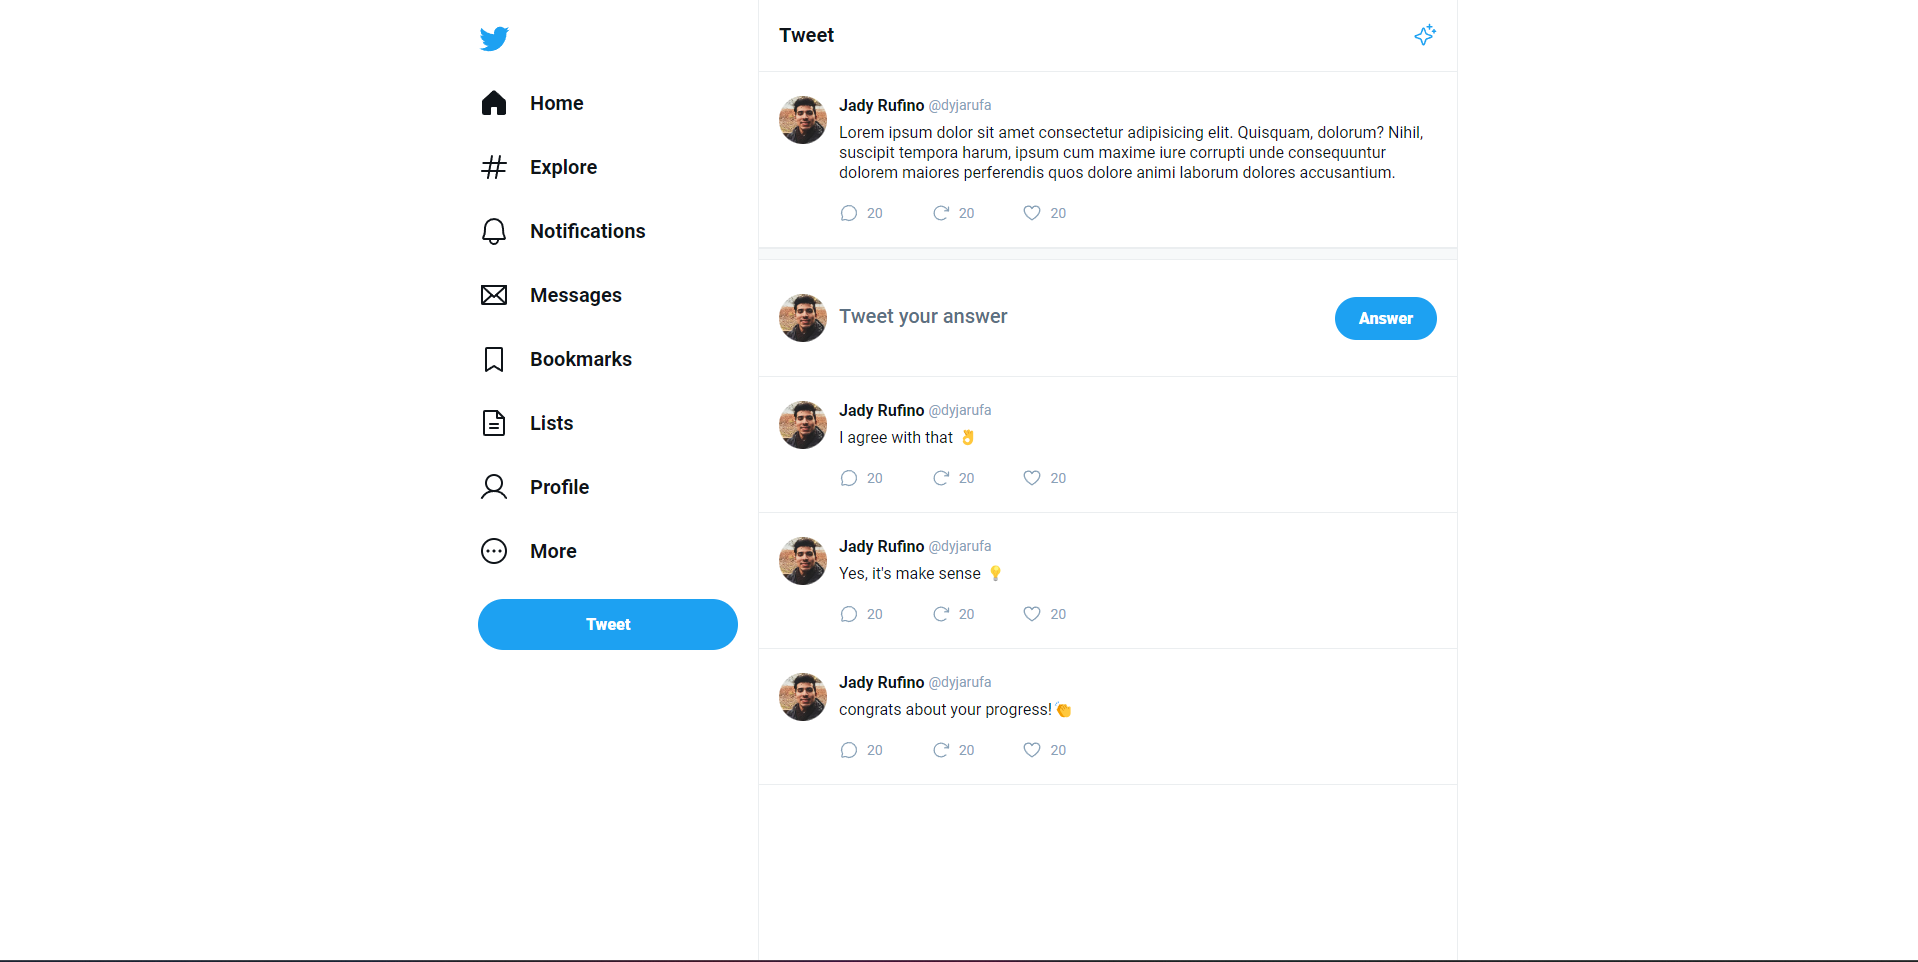 Home
Explore
Notifications
Messages
Bookmarks
Lists
Profile
More
Tweet
Tweet
Jady Rufino @dyjarufa
Lorem ipsum dolor sit amet consectetur adipisicing elit. Quisquam, dolorum? Nihil,
suscipit tempora harum, ipsum cum maxime iure corrupti unde consequuntur
dolorem maiores perferendis quos dolore animi laborum dolores accusantium.
20 20 20
Tweet your answer
Answer
Jady Rufino @dyjarufa
I agree with that 👌
20 20 20
Jady Rufino @dyjarufa
Yes, it's make sense 💡
20 20 20
Jady Rufino @dyjarufa
congrats about your progress! 👏
20 20 20